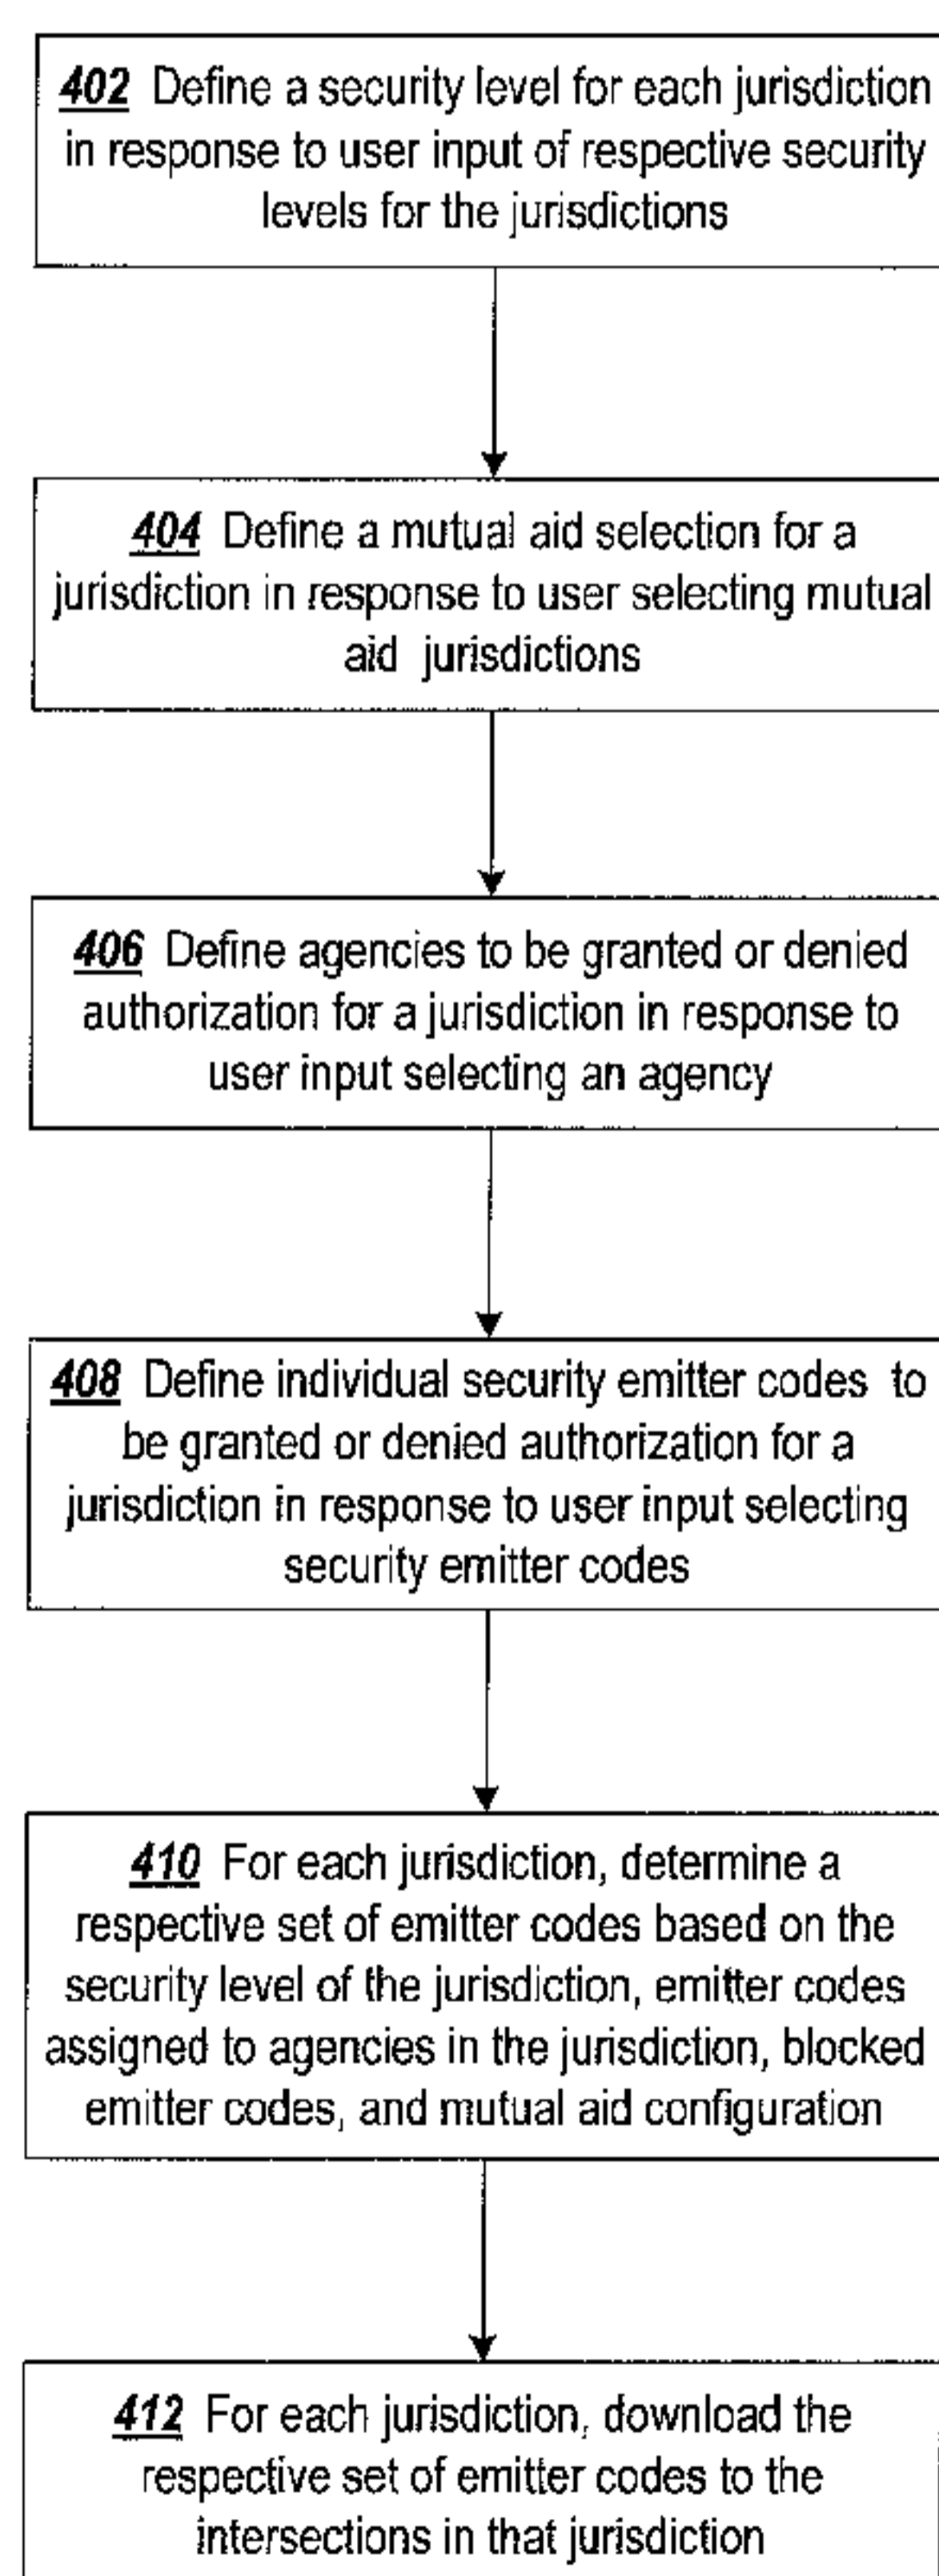 402 Define a security level for each jurisdiction
in response to user input of respective security
levels for the jurisdictions
404 Define a mutual aid selection for a
jurisdiction in response to user selecting mutual
aid jurisdictions
406 Define agencies to be granted or denied
authorization for a jurisdiction in response to
user input selecting an agency
408 Define individual security emitter codes to
be granted or denied authorization for a
jurisdiction in response to user input selecting
security emitter codes
410 For each jurisdiction, determine a
respective set of emitter codes based on the
security level of the jurisdiction, emitter codes
assigned to agencies in the jurisdiction, blocked
emitter codes, and mutual aid configuration
412 For each jurisdiction, download the
respective set of emitter codes to the
intersections in that jurisdiction